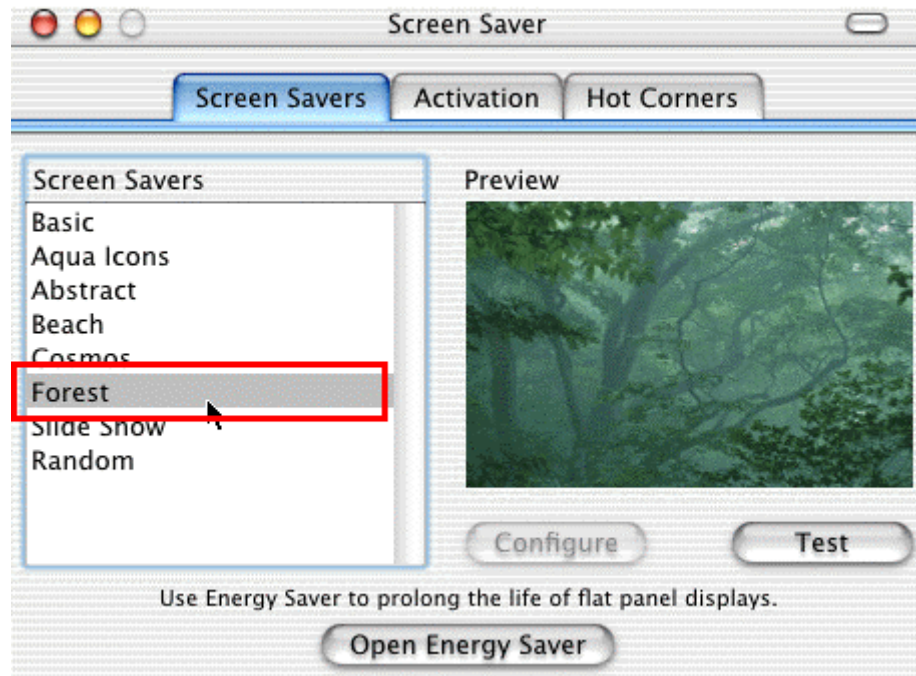 Screen Saver
Screen Savers Activation Hot Corners
Screen Savers
Basic
Aqua Icons
Abstract
Beach
Cosmos
Forest
Slide Show
Random
Preview
Configure Test
Use Energy Saver to prolong the life of flat panel displays.
Open Energy Saver